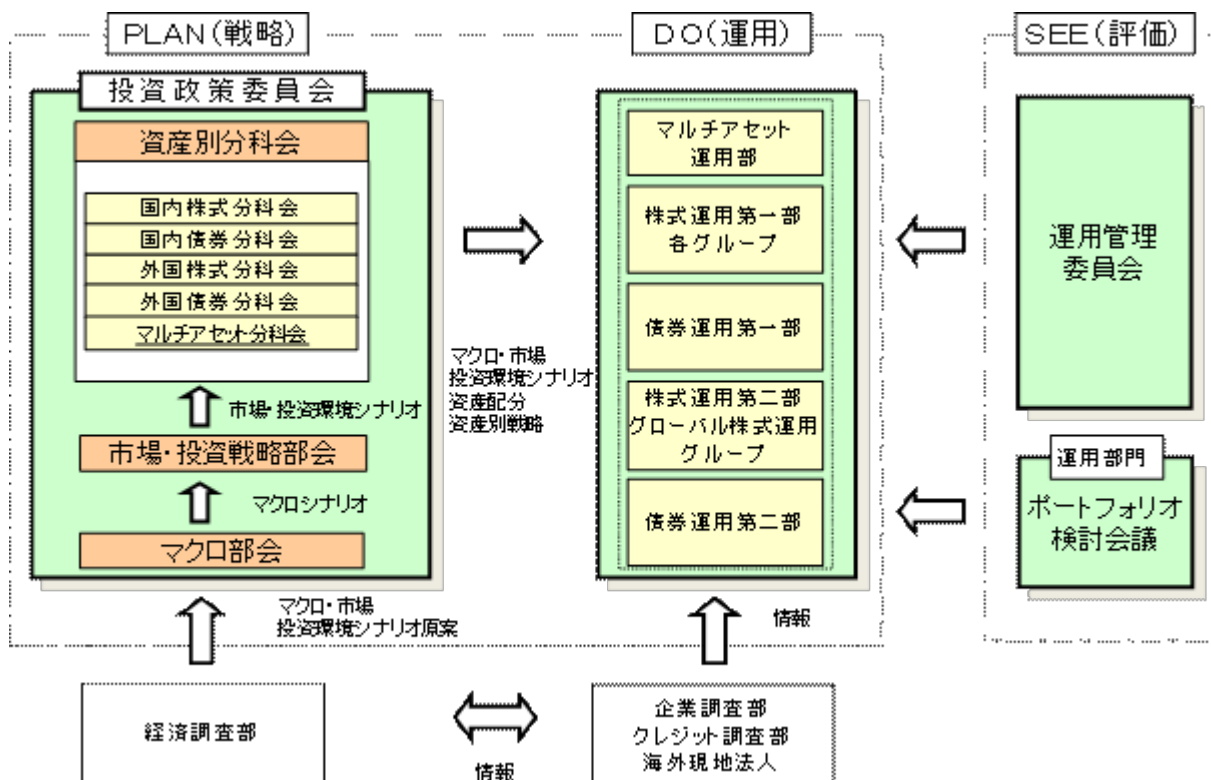 PLAN(戦略)
投資政策委員会
資産別分科会
国内株式分科会
国内債券分科会
外国株式分科会
外国債券分科会
マルチアセット分科会
市場・投資環境シナリオ
市場・投資戦略部会
マクロシナリオ
マクロ部会
マクロ・市場
投資環境シナリオ原案
経済調査部
マクロ・市場
投資環境シナリオ
資産配分
資産別戦略
DO(運用)
マルチアセット
運用部
株式運用第一部
各グループ
債券運用第一部
株式運用第二部
グローバル株式運用
グループ
債券運用第二部
情報
情報
企業調査部
クレジット調査部
海外現地法人
SEE(評価)
運用管理
委員会
運用部門
ポートフォリオ
検討会議